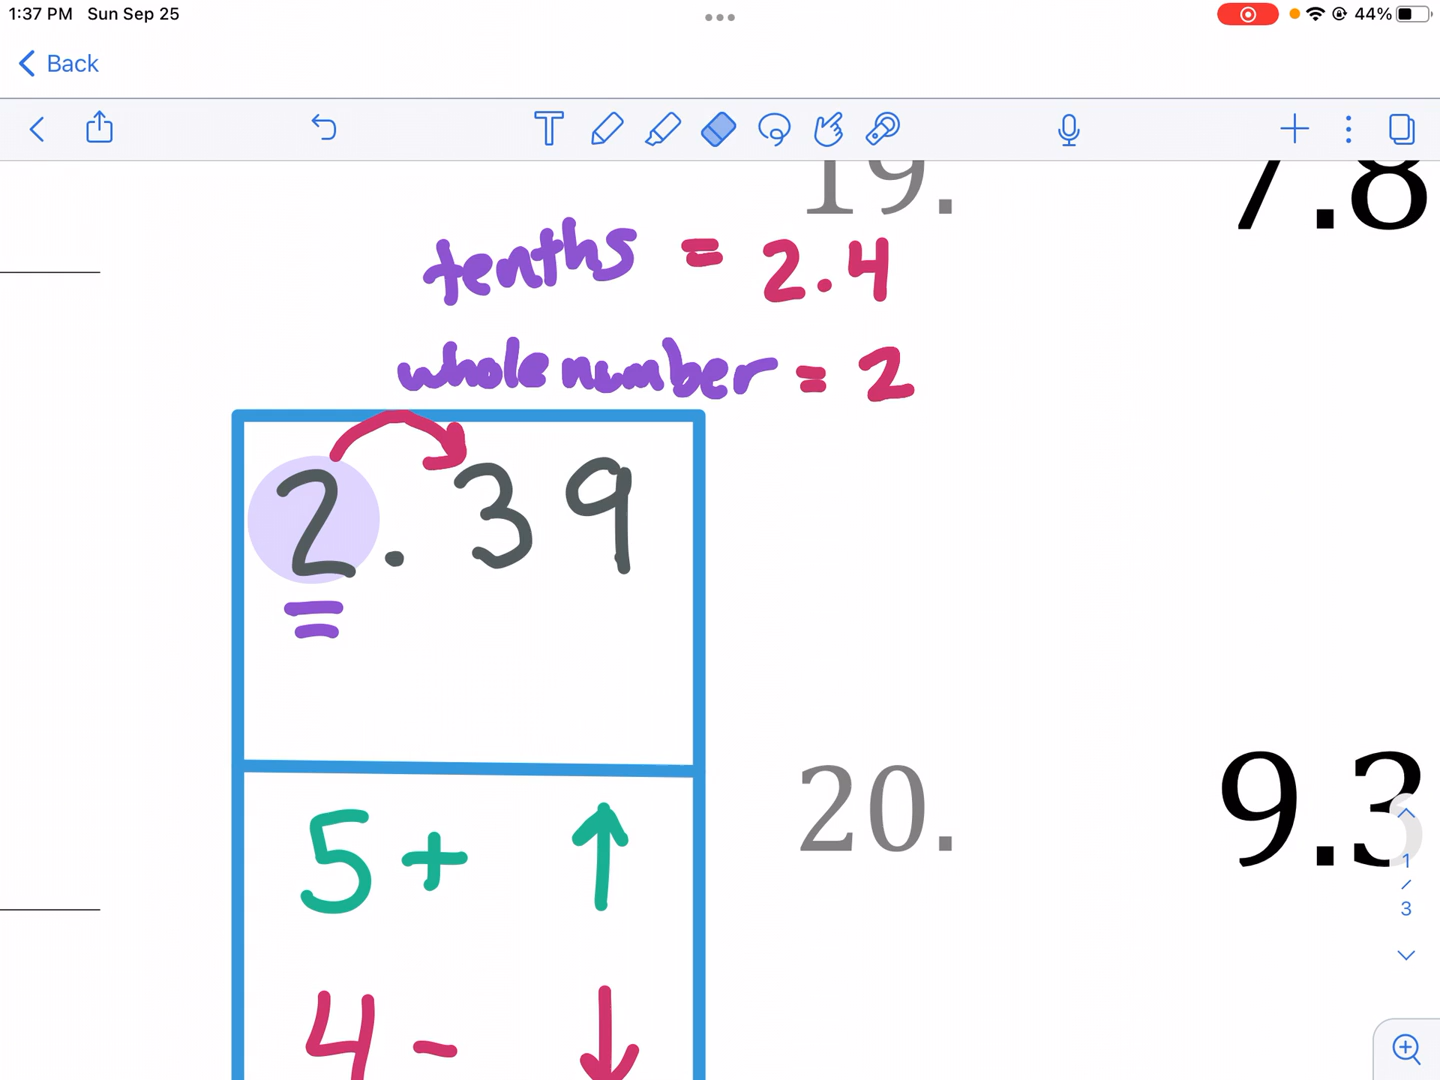 1:37 PM Sun Sep 25
44%
Back
19. 7.8
tenths = 2.4
whole number = 2
2.39
5+ ↑
20. 9.3
1
/
3
4- ↓